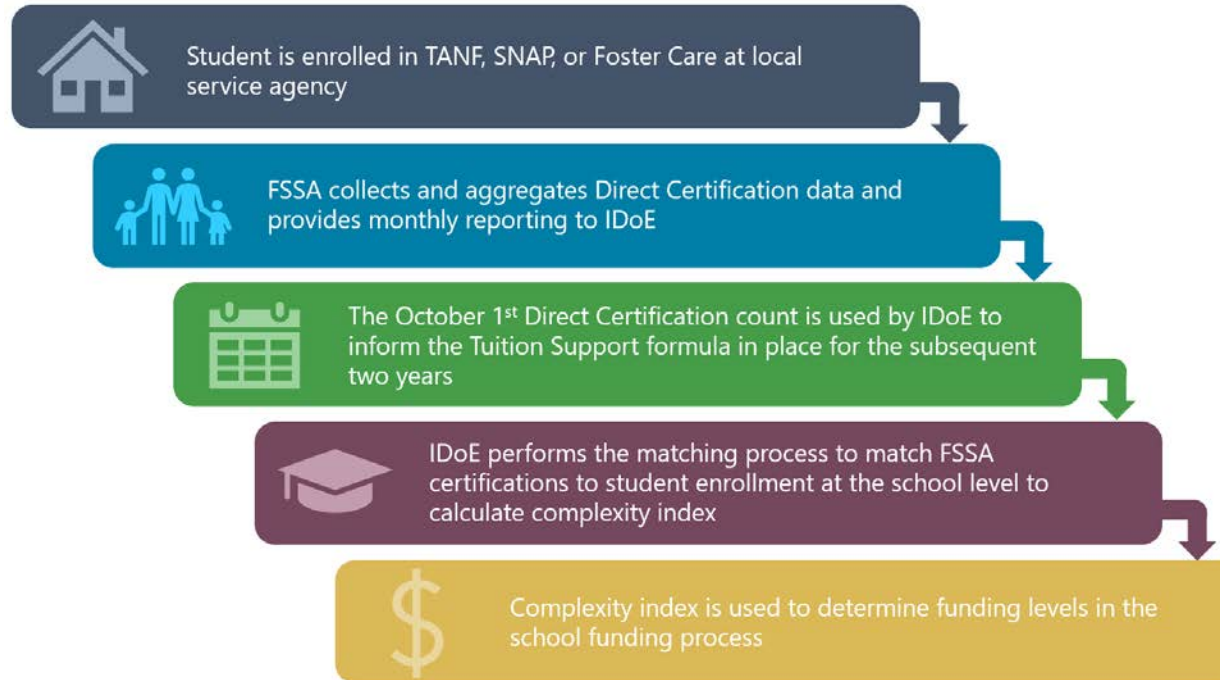 Student is enrolled in TANF, SNAP, or Foster Care at local
service agency
FSSA collects and aggregates Direct Certification data and
provides monthly reporting to IDoE
The October 1st Direct Certification count is used by IDoE to
inform the Tuition Support formula in place for the subsequent
two years
IDoE performs the matching process to match FSSA
certifications to student enrollment at the school level to
calculate complexity index
$
Complexity index is used to determine funding levels in the
school funding process